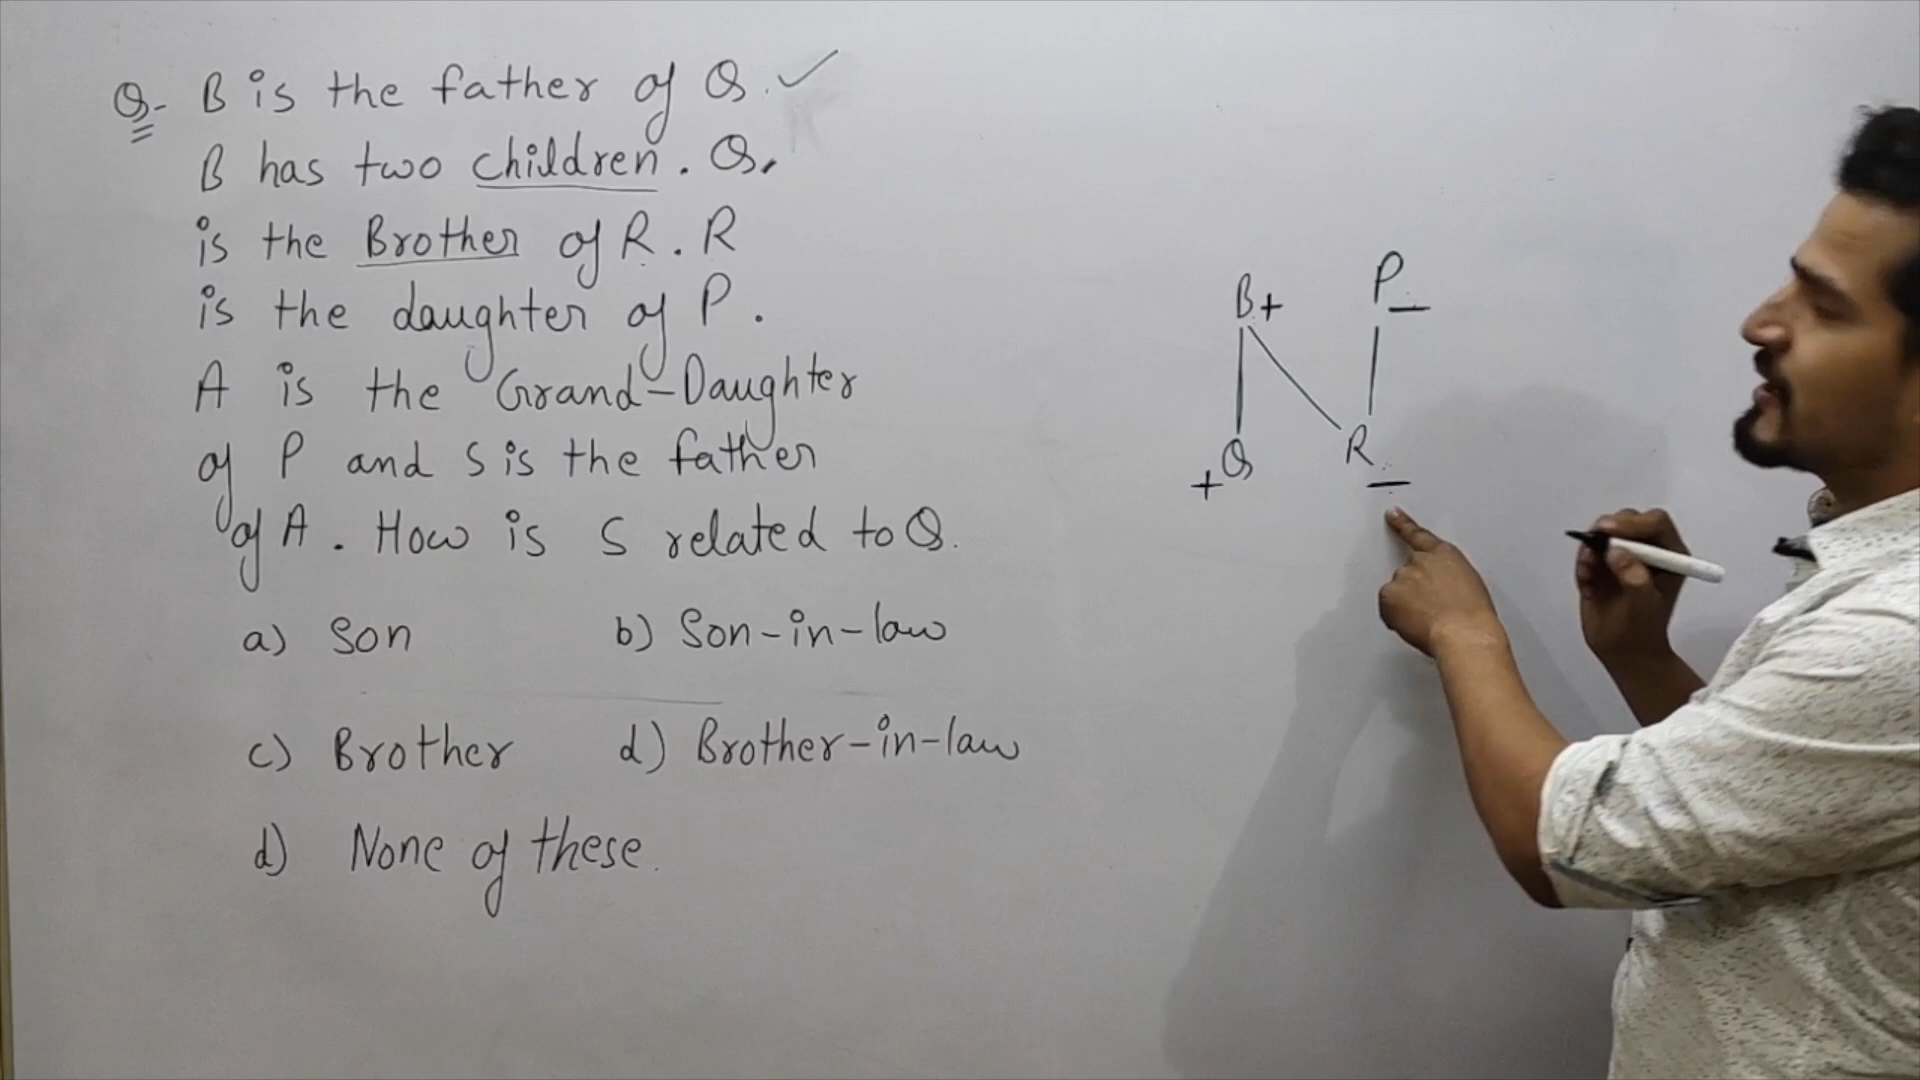 Q- B is the father of Q. ✓
B has two children. Q.
is the Brother of R. R
is the daughter of P.
A is the Grand-Daughter
of P and S is the father
of A. How is S related to Q.
a) Son b) Son-in-law
c) Brother d) Brother-in-law
d) None of these.
B+ P-
+Q R-